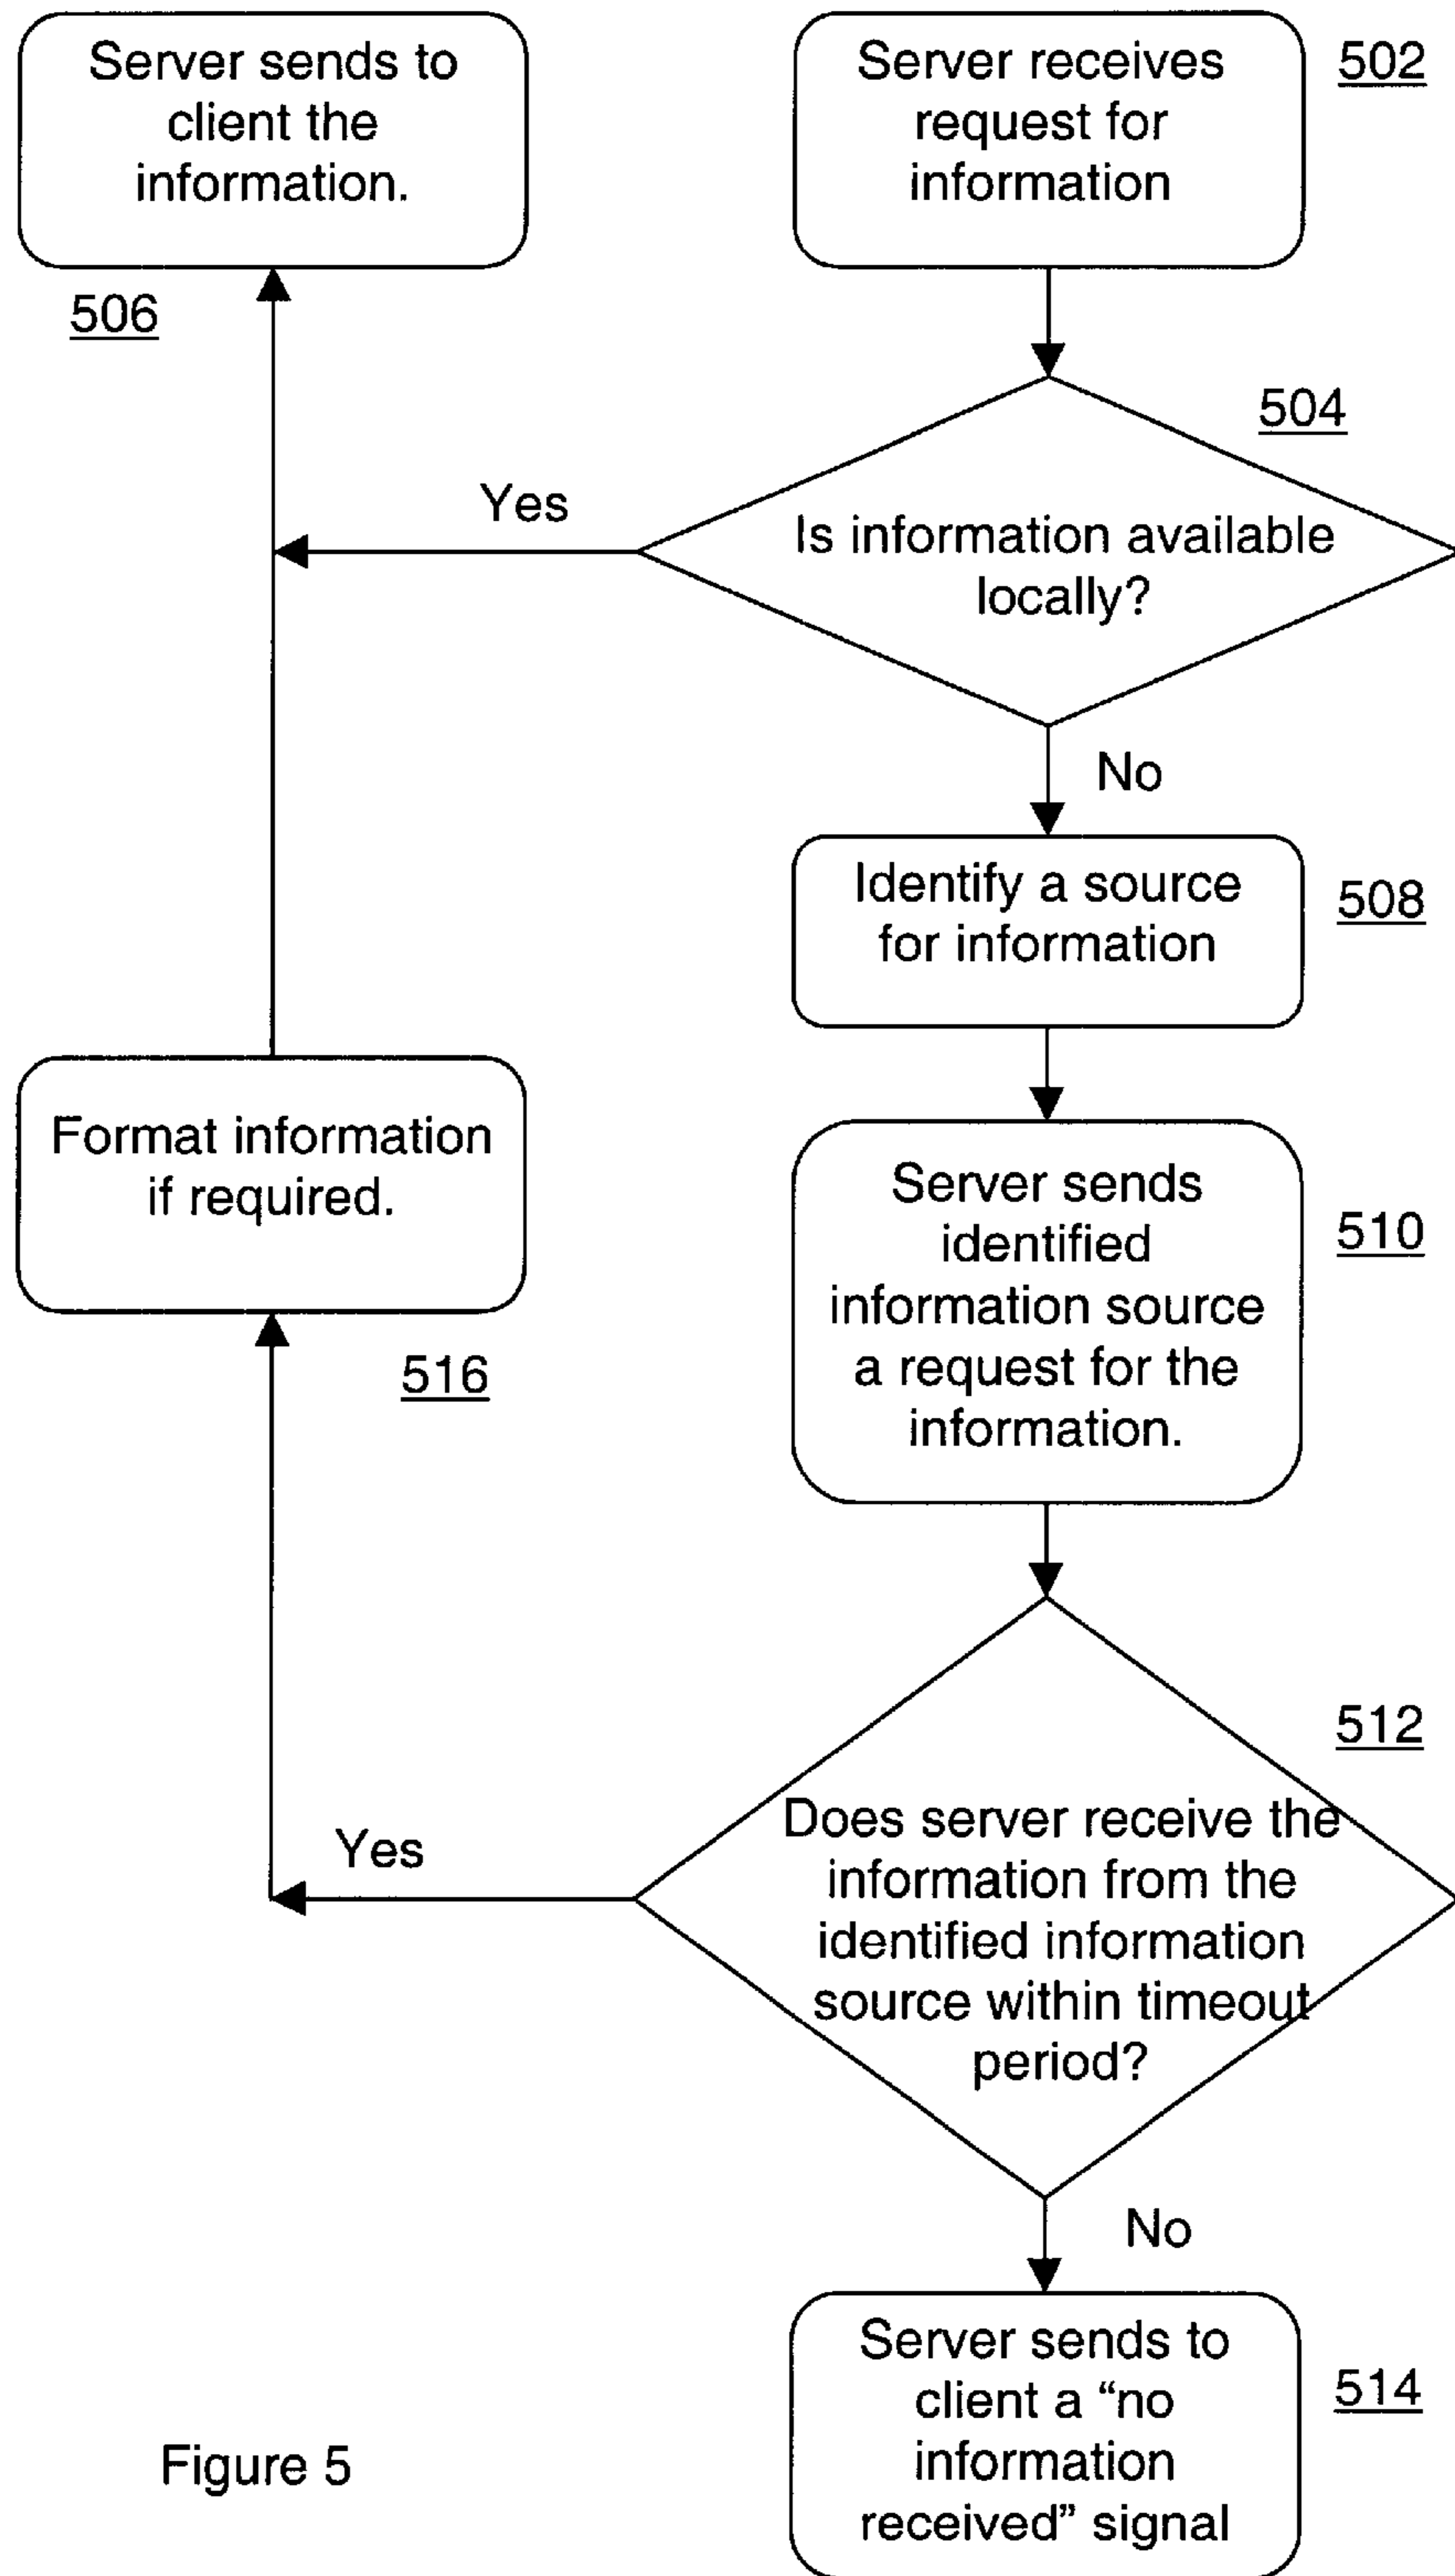 Server sends to
client the
information.
506
Server receives
request for
information
502
504
Is information available
locally?
Yes
No
Identify a source
for information
508
Format information
if required.
516
Server sends
identified
information source
a request for the
information.
510
512
Does server receive the
information from the
identified information
source within timeout
period?
Yes
No
Server sends to
client a “no
information
received” signal
514
Figure 5